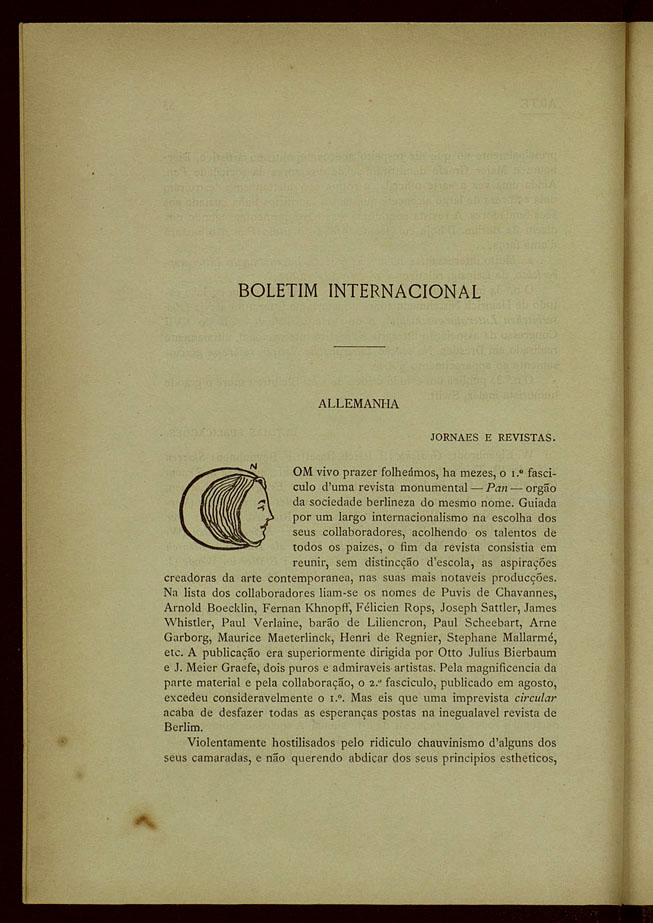 BOLETIM INTERNACIONAL
ALLEMANHA
JORNAES E REVISTAS.
N
COM vivo prazer folheámos, ha mezes, o 1.º fasci-
culo d'uma revista monumental — Pan — orgão
da sociedade berlineza do mesmo nome. Guiada
por um largo internacionalismo na escolha dos
seus collaboradores, acolhendo os talentos de
todos os paizes, o fim da revista consistia em
reunir, sem distincção d'escola, as aspirações
creadoras da arte contemporanea, nas suas mais notaveis producções.
Na lista dos collaboradores liam-se os nomes de Puvis de Chavannes,
Arnold Boecklin, Fernan Khnopff, Félicien Rops, Joseph Sattler, James
Whistler, Paul Verlaine, barão de Liliencron, Paul Scheebart, Arne
Garborg, Maurice Maeterlinck, Henri de Regnier, Stephane Mallarmé,
etc. A publicação era superiormente dirigida por Otto Julius Bierbaum
e J. Meier Graefe, dois puros e admiraveis artistas. Pela magnificencia da
parte material e pela collaboração, o 2.º fasciculo, publicado em agosto,
excedeu consideravelmente o 1.º. Mas eis que uma imprevista circular
acaba de desfazer todas as esperanças postas na inegualavel revista de
Berlim.
Violentamente hostilisados pelo ridiculo chauvinismo d'alguns dos
seus camaradas, e não querendo abdicar dos seus principios estheticos,